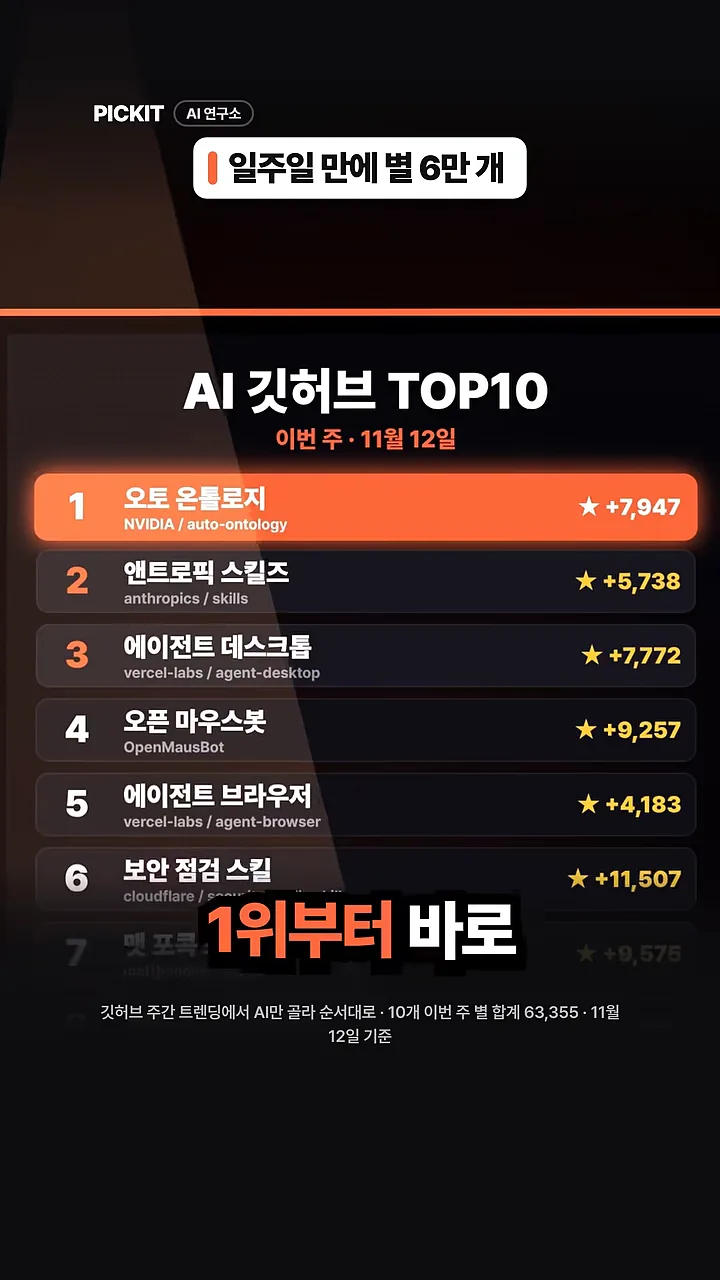 PICKIT AI 연구소
일주일 만에 별 6만 개
AI 깃허브 TOP10
이번 주 · 11월 12일
1 오토 온톨로지 ★ +7,947
NVIDIA / auto-ontology
2 앤트로픽 스킬즈 ★ +5,738
anthropics / skills
3 에이전트 데스크톱 ★ +7,772
vercel-labs / agent-desktop
4 오픈 마우스봇 ★ +9,257
OpenMausBot
5 에이전트 브라우저 ★ +4,183
vercel-labs / agent-browser
6 보안 점검 스킬 ★ +11,507
cloudflare /
1위부터 바로
7 맷 포콕 ★ +9,575
깃허브 주간 트렌딩에서 AI만 골라 순서대로 · 10개 이번 주 별 합계 63,355 · 11월
12일 기준